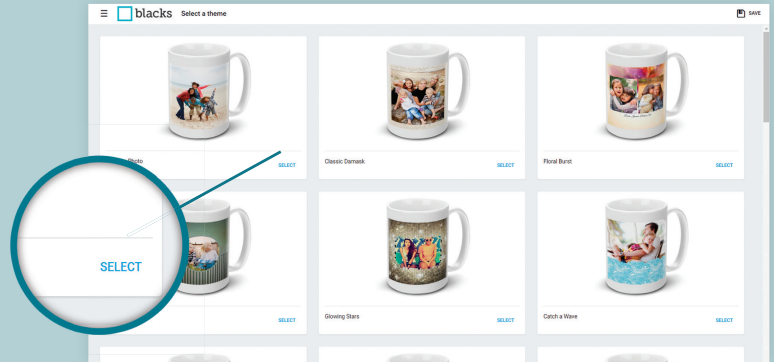 blacks Select a theme SAVE
Photo SELECT
Classic Damask SELECT
Floral Burst SELECT
SELECT
SELECT
Glowing Stars SELECT
Catch a Wave SELECT